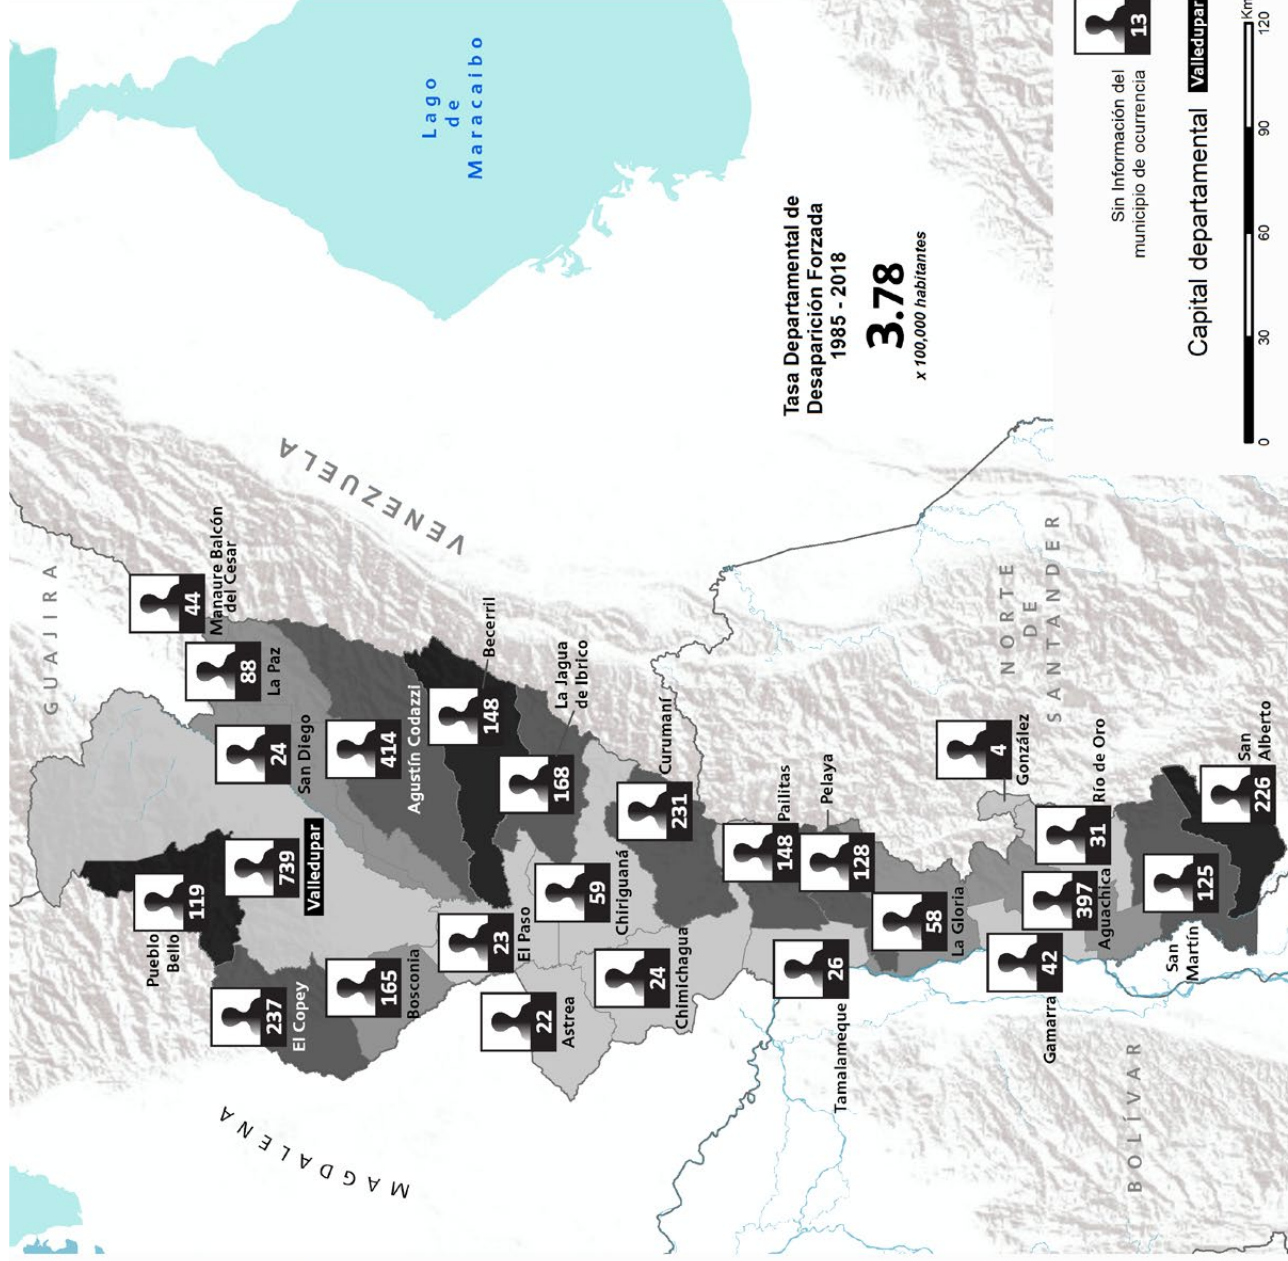 GUAJIRA
MAGDALENA
VENEZUELA
Lago
de
Maracaibo
44
Manaure Balcón
del Cesar
88
La Paz
24
San Diego
119
Pueblo
Bello
739
Valledupar
237
El Copey
165
Bosconia
414
Agustín Codazzi
148
Becerril
23
El Paso
168
La Jagua
de Ibrico
22
Astrea
59
Chiriguaná
24
Chimichagua
231
Curumaní
148
Pailitas
128
Pelaya
26
Tamalameque
58
La Gloria
4
González
42
Gamarra
397
Aguachica
31
Río de Oro
125
San
Martín
226
San
Alberto
NORTE
DE
SANTANDER
BOLÍVAR
Tasa Departamental de
Desaparición Forzada
1985 - 2018
3.78
x 100,000 habitantes
13
Sin Información del
municipio de ocurrencia
Capital departamental Valledupar
0 30 60 90 120 Km